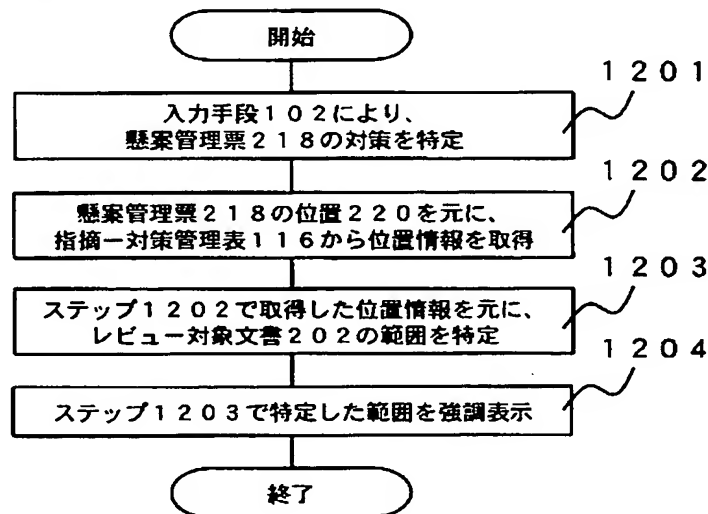 開始
１２０１
入力手段１０２により、
懸案管理票２１８の対策を特定
１２０２
懸案管理票２１８の位置２２０を元に、
指摘ー対策管理表１１６から位置情報を取得
１２０３
ステップ１２０２で取得した位置情報を元に、
レビュー対象文書２０２の範囲を特定
１２０４
ステップ１２０３で特定した範囲を強調表示
終了